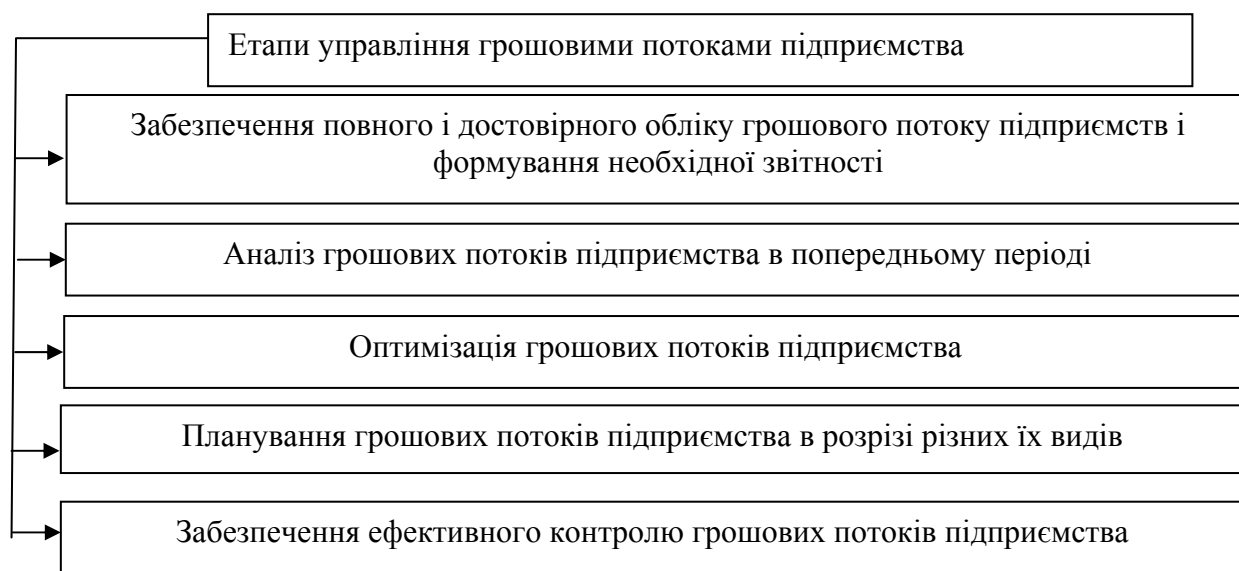 Етапи управління грошовими потоками підприємства
Забезпечення повного і достовірного обліку грошового потоку підприємств і
формування необхідної звітності
Аналіз грошових потоків підприємства в попередньому періоді
Оптимізація грошових потоків підприємства
Планування грошових потоків підприємства в розрізі різних їх видів
Забезпечення ефективного контролю грошових потоків підприємства